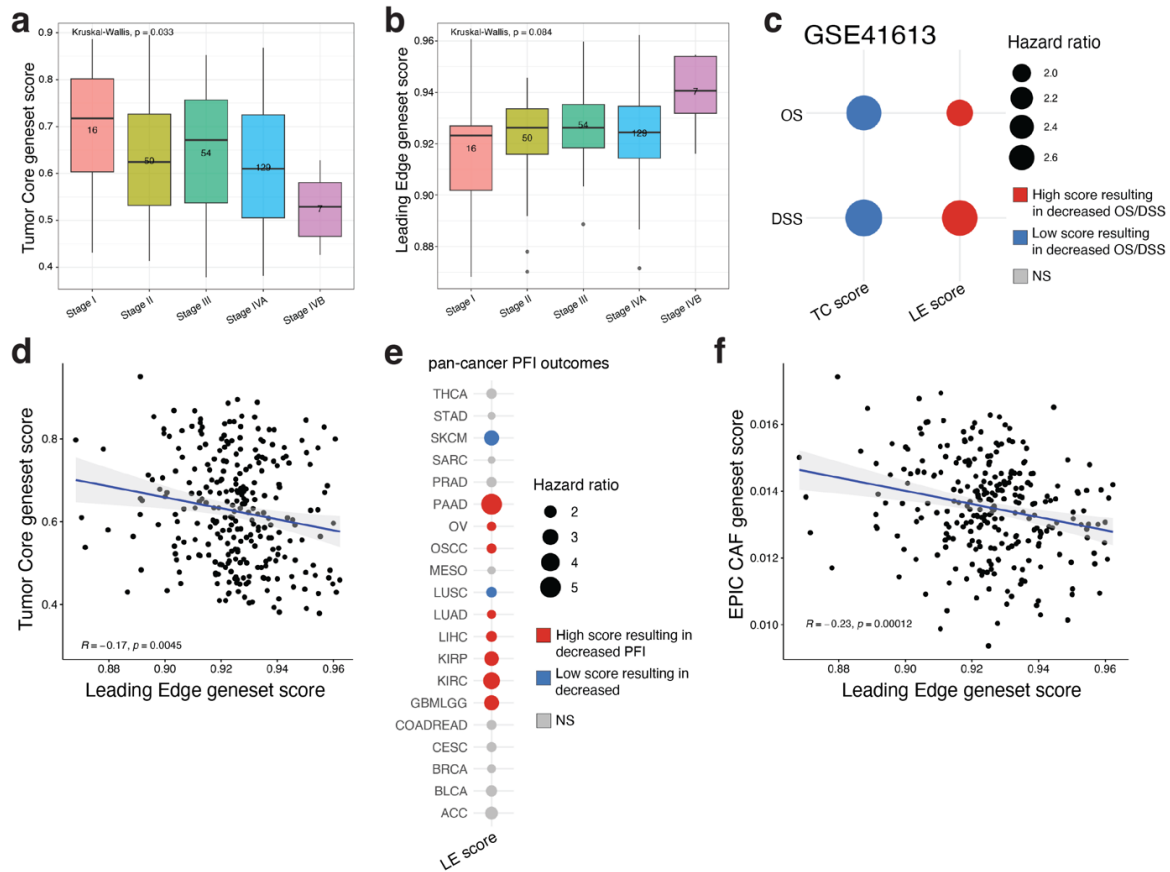 a
Kruskal-Wallis, p = 0.033
Tumor Core geneset score
0.9
0.8
0.7
0.6
0.5
0.4
16
50
54
129
7
Stage I
Stage II
Stage III
Stage IVA
Stage IVB
b
Kruskal-Wallis, p = 0.084
Leading Edge geneset score
0.96
0.94
0.92
0.90
0.88
16
50
54
129
7
Stage I
Stage II
Stage III
Stage IVA
Stage IVB
c
GSE41613
OS
DSS
TC score
LE score
Hazard ratio
2.0
2.2
2.4
2.6
High score resulting
in decreased OS/DSS
Low score resulting
in decreased OS/DSS
NS
d
Tumor Core geneset score
0.8
0.6
0.4
R = −0.17, p = 0.0045
0.88
0.90
0.92
0.94
0.96
Leading Edge geneset score
e
pan-cancer PFI outcomes
THCA
STAD
SKCM
SARC
PRAD
PAAD
OV
OSCC
MESO
LUSC
LUAD
LIHC
KIRP
KIRC
GBMLGG
COADREAD
CESC
BRCA
BLCA
ACC
LE score
Hazard ratio
2
3
4
5
High score resulting in
decreased PFI
Low score resulting in
decreased
NS
f
EPIC CAF geneset score
0.016
0.014
0.012
0.010
R = −0.23, p = 0.00012
0.88
0.90
0.92
0.94
0.96
Leading Edge geneset score